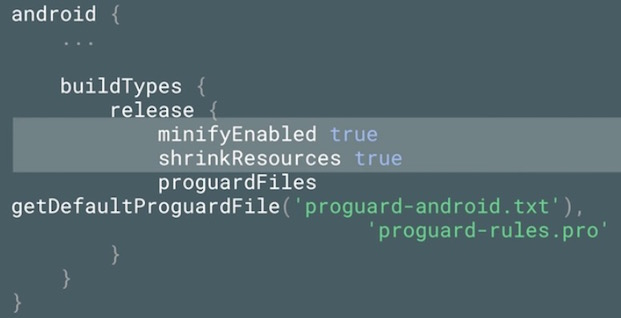 android {
...
buildTypes {
release {
minifyEnabled true
shrinkResources true
proguardFiles
getDefaultProguardFile('proguard-android.txt'),
'proguard-rules.pro'
}
}
}